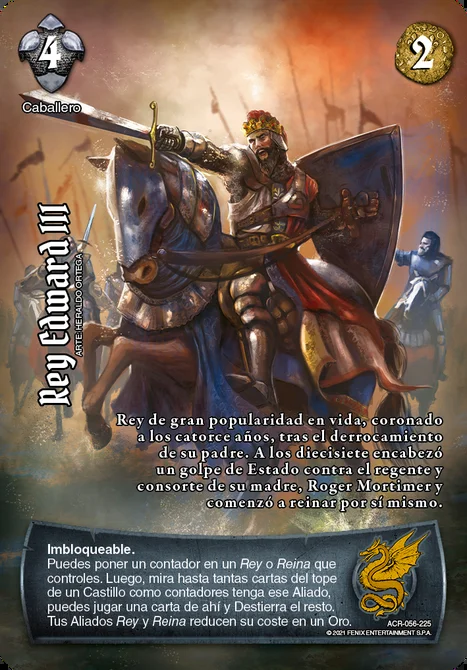 4
2
Caballero
Rey Edward III
ARTE: HERALDO ORTEGA
Rey de gran popularidad en vida, coronado
a los catorce años, tras el derrocamiento
de su padre. A los diecisiete encabezó
un golpe de Estado contra el regente y
consorte de su madre, Roger Mortimer y
comenzó a reinar por sí mismo.
Imbloqueable.
Puedes poner un contador en un Rey o Reina que
controles. Luego, mira hasta tantas cartas del tope
de un Castillo como contadores tenga ese Aliado,
puedes jugar una carta de ahí y Destierra el resto.
Tus Aliados Rey y Reina reducen su coste en un Oro.
ACR-056-225
© 2021 FENIX ENTERTAINMENT S.P.A.